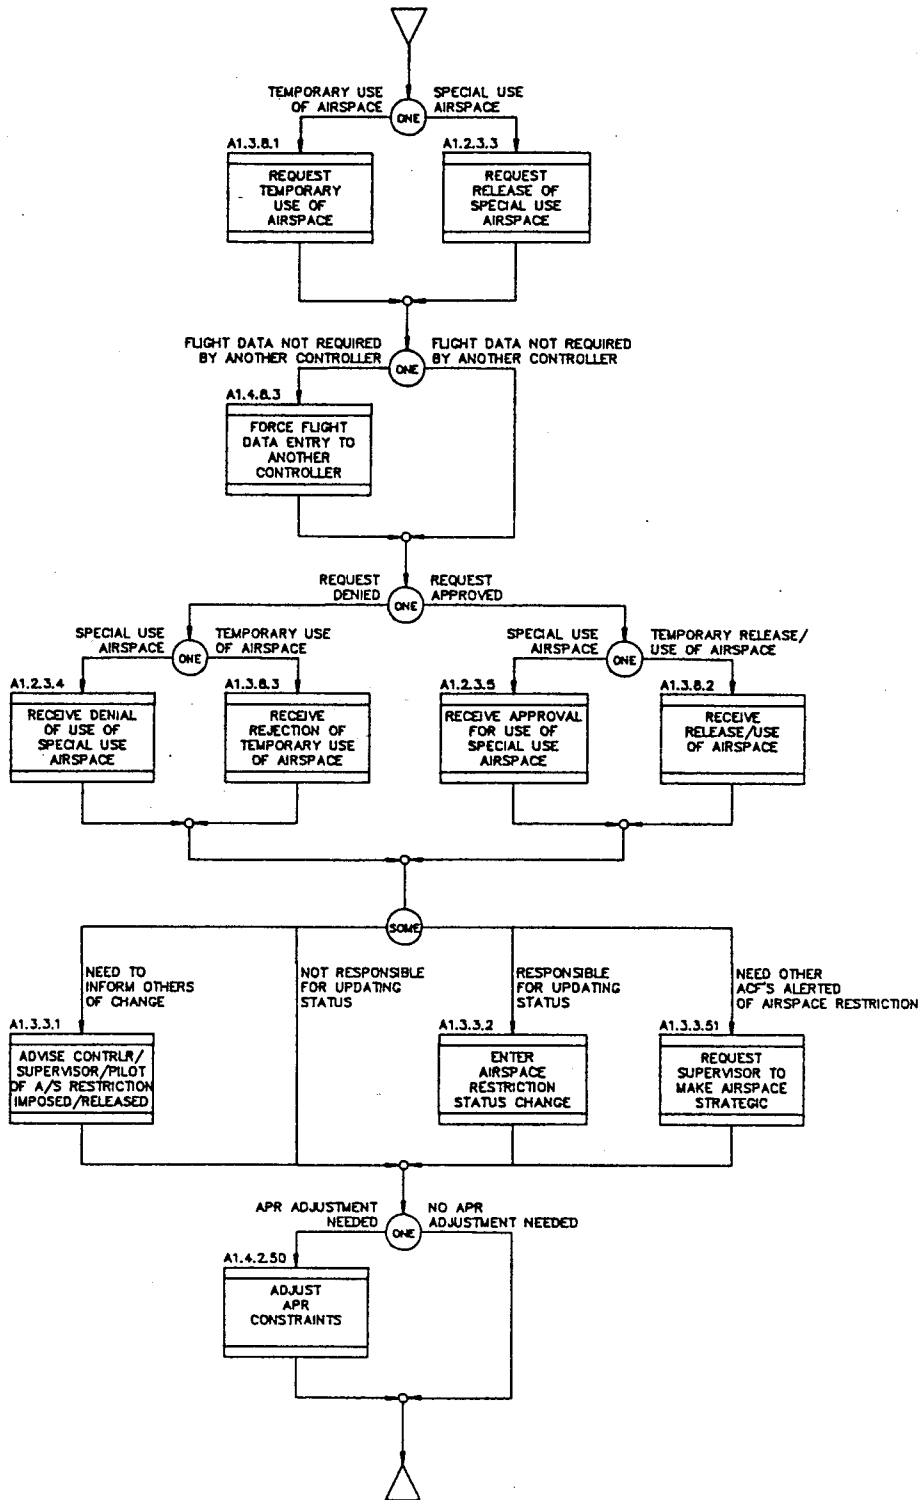 TEMPORARY USE
OF AIRSPACE
SPECIAL USE
AIRSPACE
ONE
A1.3.8.1
REQUEST
TEMPORARY
USE OF
AIRSPACE
A1.2.3.3
REQUEST
RELEASE OF
SPECIAL USE
AIRSPACE
FLIGHT DATA NOT REQUIRED
BY ANOTHER CONTROLLER
FLIGHT DATA NOT REQUIRED
BY ANOTHER CONTROLLER
ONE
A1.4.8.3
FORCE FLIGHT
DATA ENTRY TO
ANOTHER
CONTROLLER
REQUEST
DENIED
REQUEST
APPROVED
ONE
SPECIAL USE
AIRSPACE
TEMPORARY USE
OF AIRSPACE
ONE
SPECIAL USE
AIRSPACE
TEMPORARY RELEASE/
USE OF AIRSPACE
ONE
A1.2.3.4
RECEIVE DENIAL
OF USE OF
SPECIAL USE
AIRSPACE
A1.3.8.3
RECEIVE
REJECTION OF
TEMPORARY USE
OF AIRSPACE
A1.2.3.5
RECEIVE APPROVAL
FOR USE OF
SPECIAL USE
AIRSPACE
A1.3.8.2
RECEIVE
RELEASE/USE
OF AIRSPACE
SOME
NEED TO
INFORM OTHERS
OF CHANGE
NOT RESPONSIBLE
FOR UPDATING
STATUS
RESPONSIBLE
FOR UPDATING
STATUS
NEED OTHER
ACF'S ALERTED
OF AIRSPACE RESTRICTION
A1.3.3.1
ADVISE CONTRLR/
SUPERVISOR/PILOT
OF A/S RESTRICTION
IMPOSED/RELEASED
A1.3.3.2
ENTER
AIRSPACE
RESTRICTION
STATUS CHANGE
A1.3.3.51
REQUEST
SUPERVISOR TO
MAKE AIRSPACE
STRATEGIC
APR ADJUSTMENT
NEEDED
NO APR
ADJUSTMENT NEEDED
ONE
A1.4.2.50
ADJUST
APR
CONSTRAINTS